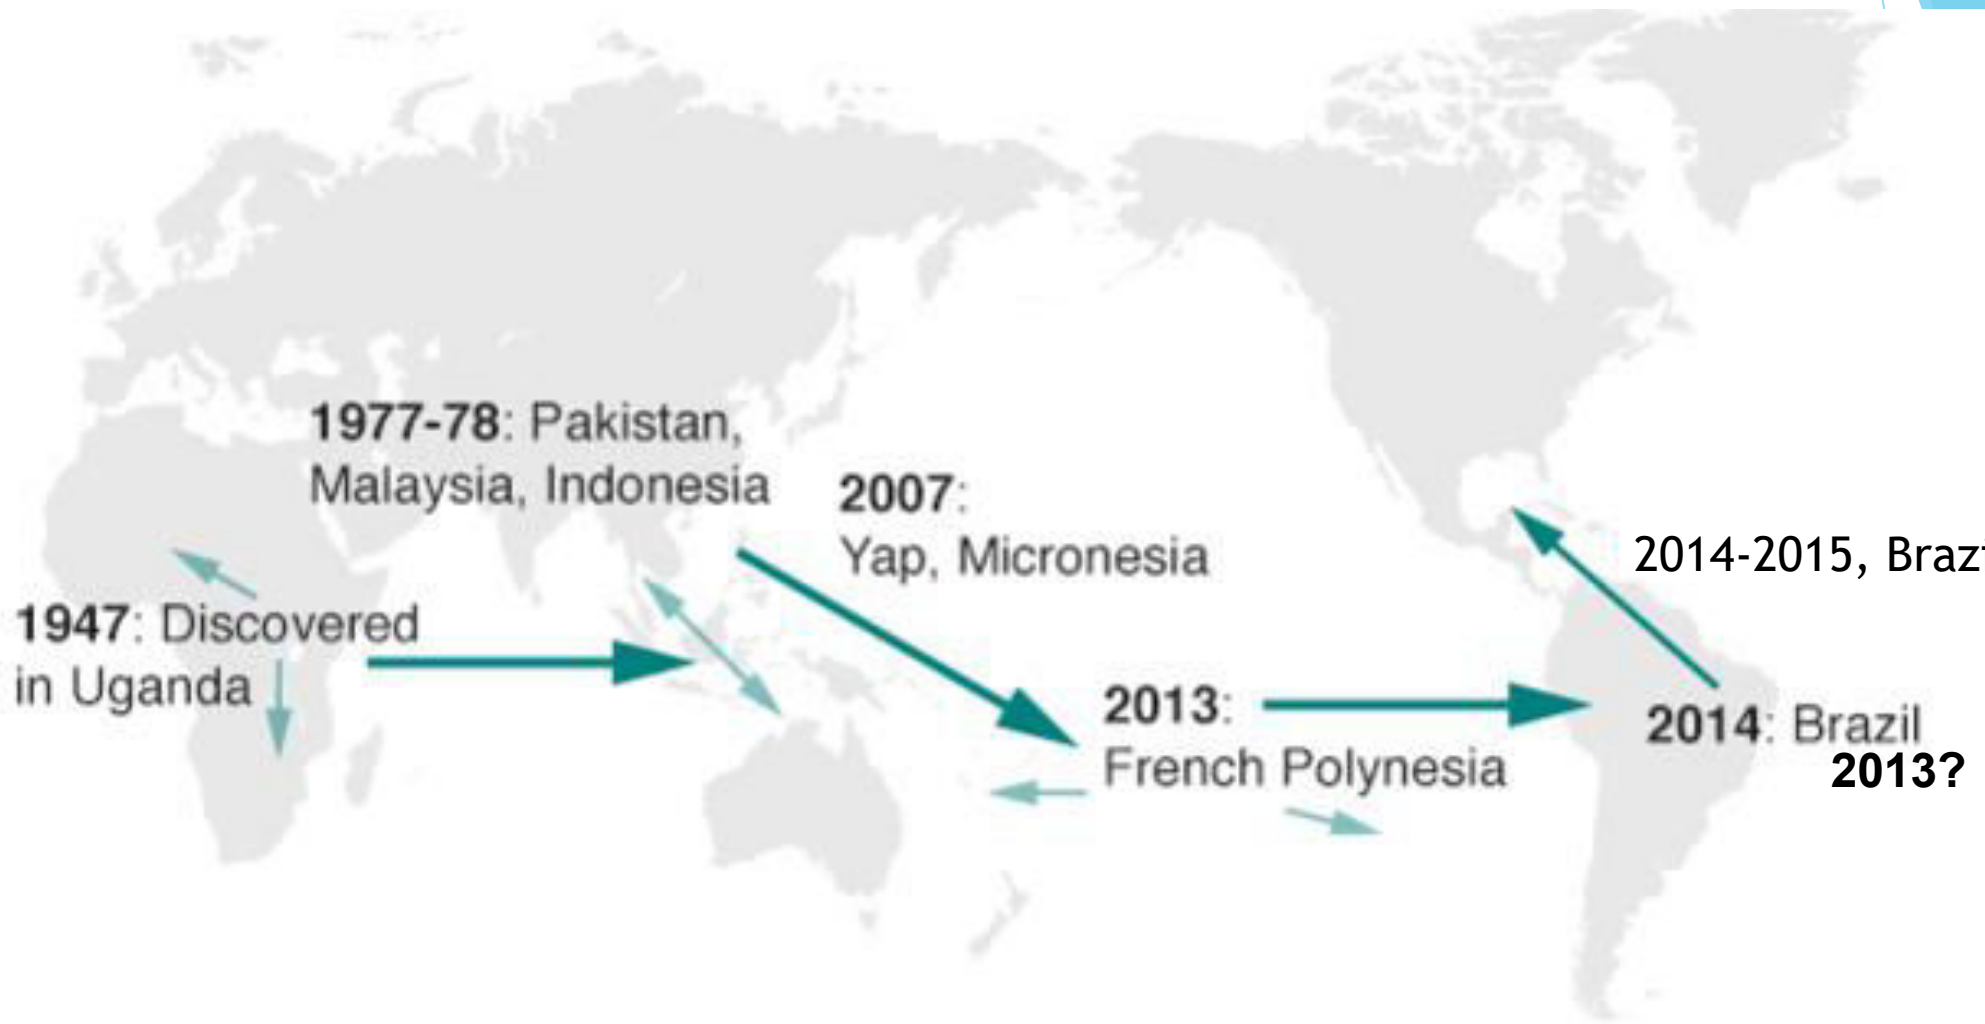 1977-78: Pakistan,
Malaysia, Indonesia
2007:
Yap, Micronesia
2014-2015,
1947: Discovered
in Uganda
2013:
French Polynesia
2014: Brazil
2013?